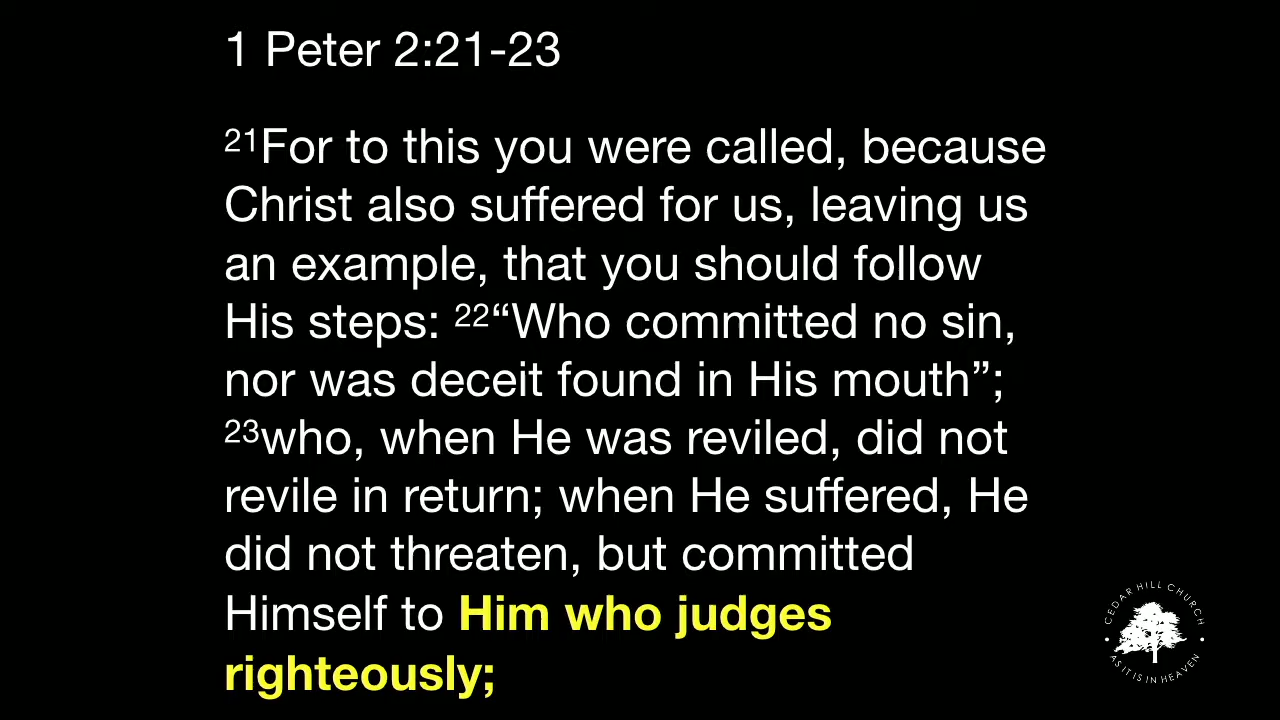 1 Peter 2:21-23
21For to this you were called, because
Christ also suffered for us, leaving us
an example, that you should follow
His steps: 22“Who committed no sin,
nor was deceit found in His mouth”;
23who, when He was reviled, did not
revile in return; when He suffered, He
did not threaten, but committed
Himself to Him who judges
righteously;
CEDAR HILL CHURCH
AS IT IS IN HEAVEN